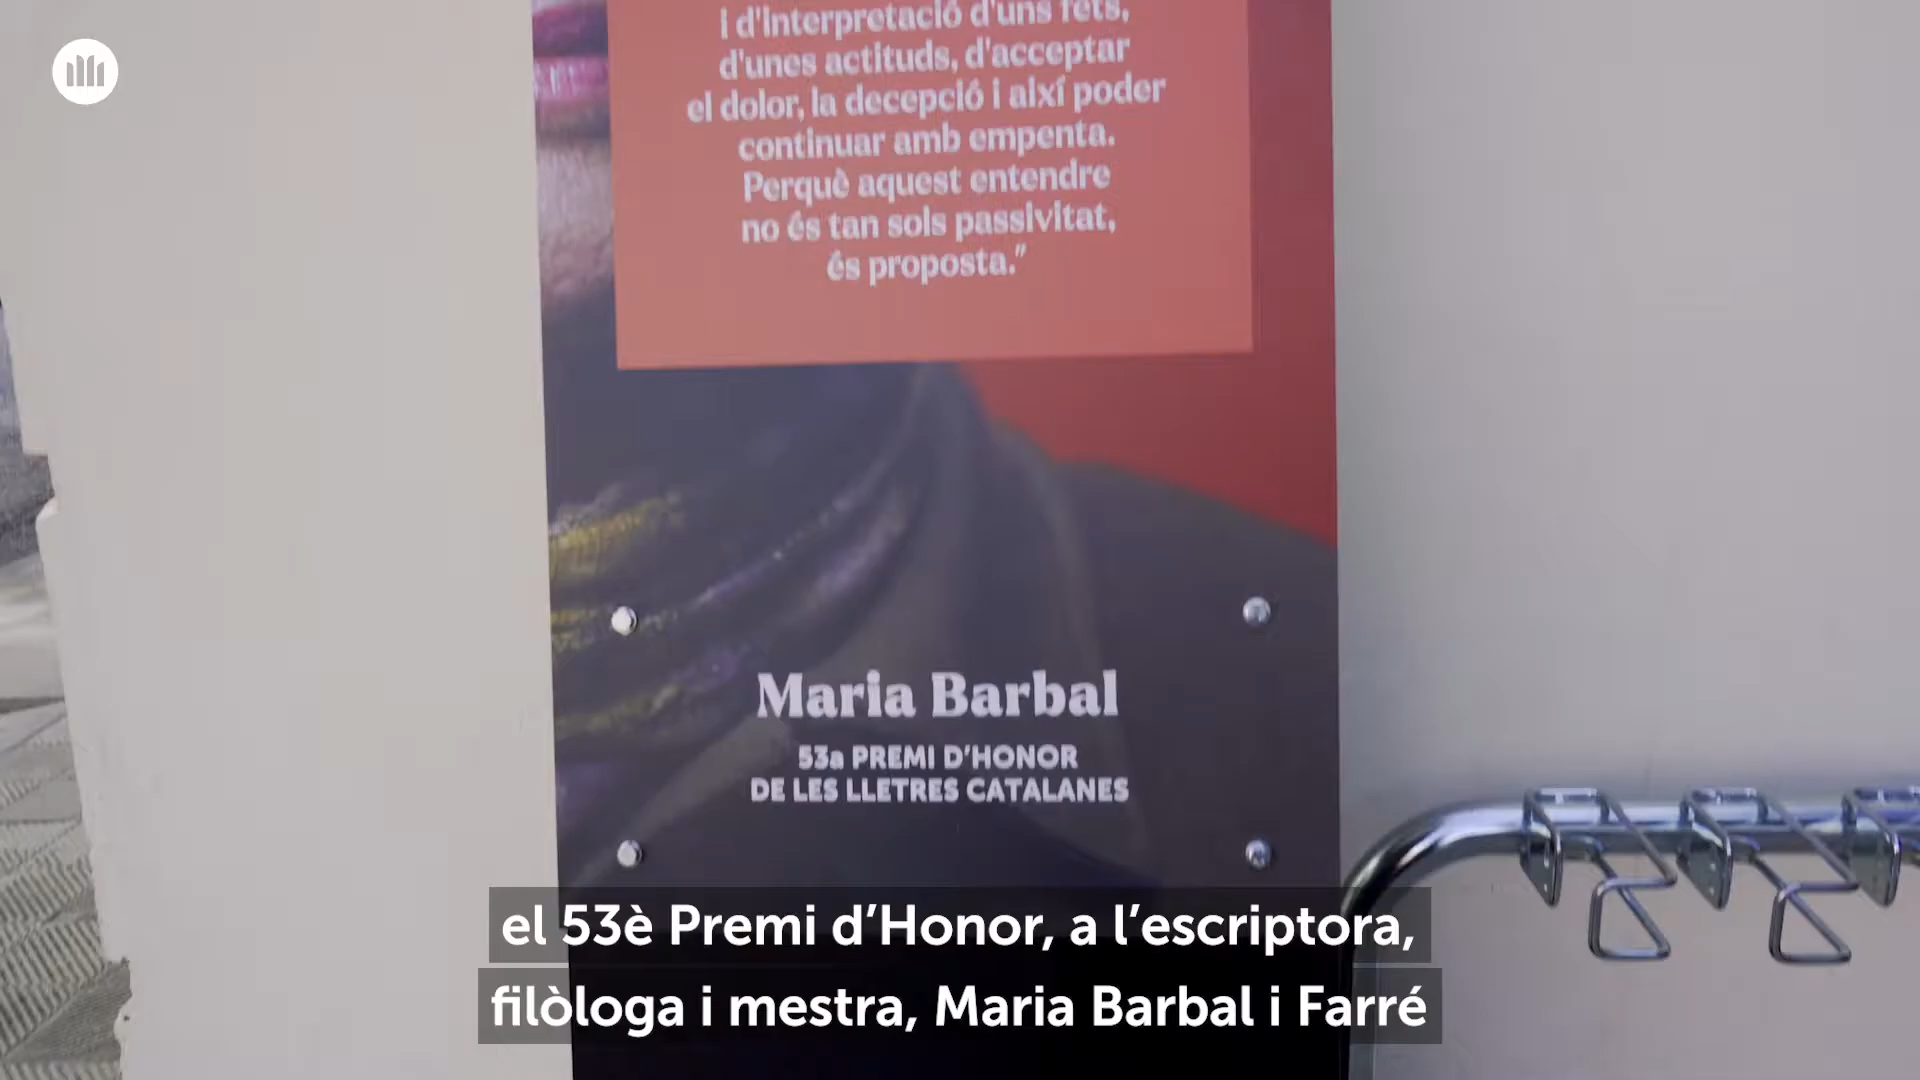 i d'interpretació d'uns fets,
d'unes actituds, d'acceptar
el dolor, la decepció i així poder
continuar amb empenta.
Perquè aquest entendre
no és tan sols passivitat,
és proposta."
Maria Barbal
53a PREMI D'HONOR
DE LES LLETRES CATALANES
el 53è Premi d'Honor, a l'escriptora,
filòloga i mestra, Maria Barbal i Farré